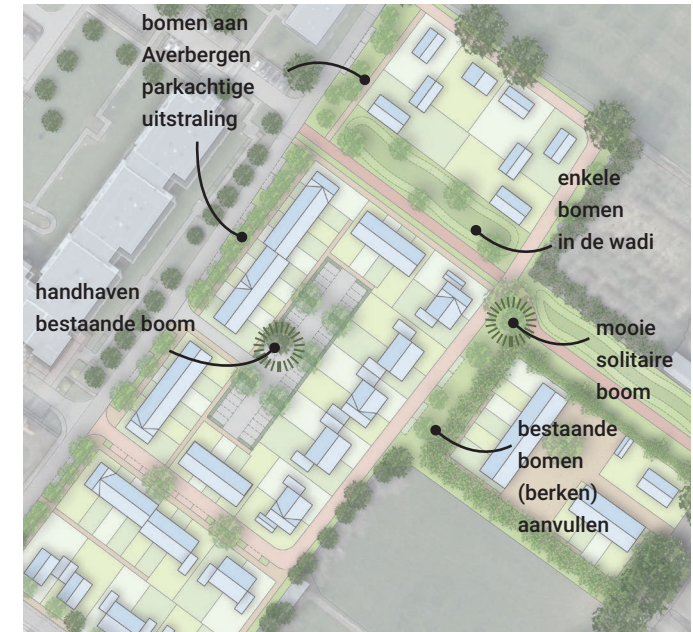 bomen aan
Averbergen
parkachtige
uitstraling
enkele
bomen
in de wadi
handhaven
bestaande boom
mooie
solitaire
boom
bestaande
bomen
(berken)
aanvullen